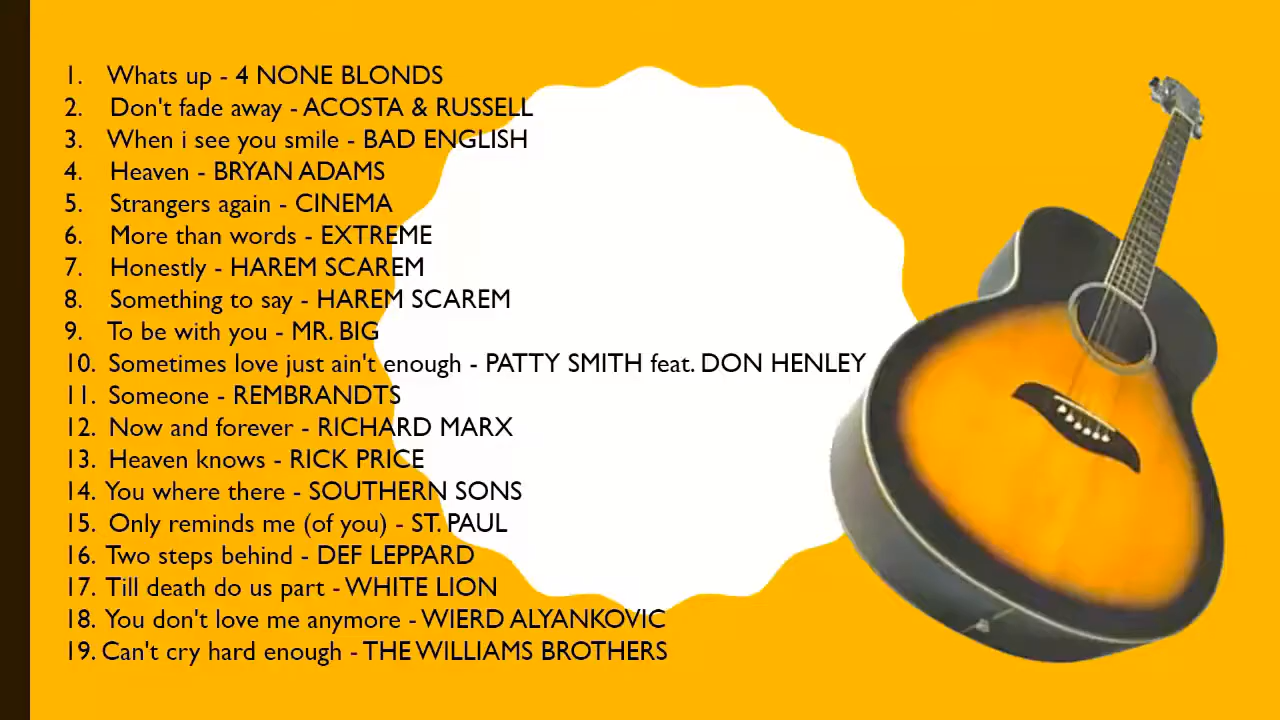 1. Whats up - 4 NONE BLONDS
2. Don't fade away - ACOSTA & RUSSELL
3. When i see you smile - BAD ENGLISH
4. Heaven - BRYAN ADAMS
5. Strangers again - CINEMA
6. More than words - EXTREME
7. Honestly - HAREM SCAREM
8. Something to say - HAREM SCAREM
9. To be with you - MR. BIG
10. Sometimes love just ain't enough - PATTY SMITH feat. DON HENLEY
11. Someone - REMBRANDTS
12. Now and forever - RICHARD MARX
13. Heaven knows - RICK PRICE
14. You where there - SOUTHERN SONS
15. Only reminds me (of you) - ST. PAUL
16. Two steps behind - DEF LEPPARD
17. Till death do us part - WHITE LION
18. You don't love me anymore - WIERD ALYANKOVIC
19. Can't cry hard enough - THE WILLIAMS BROTHERS